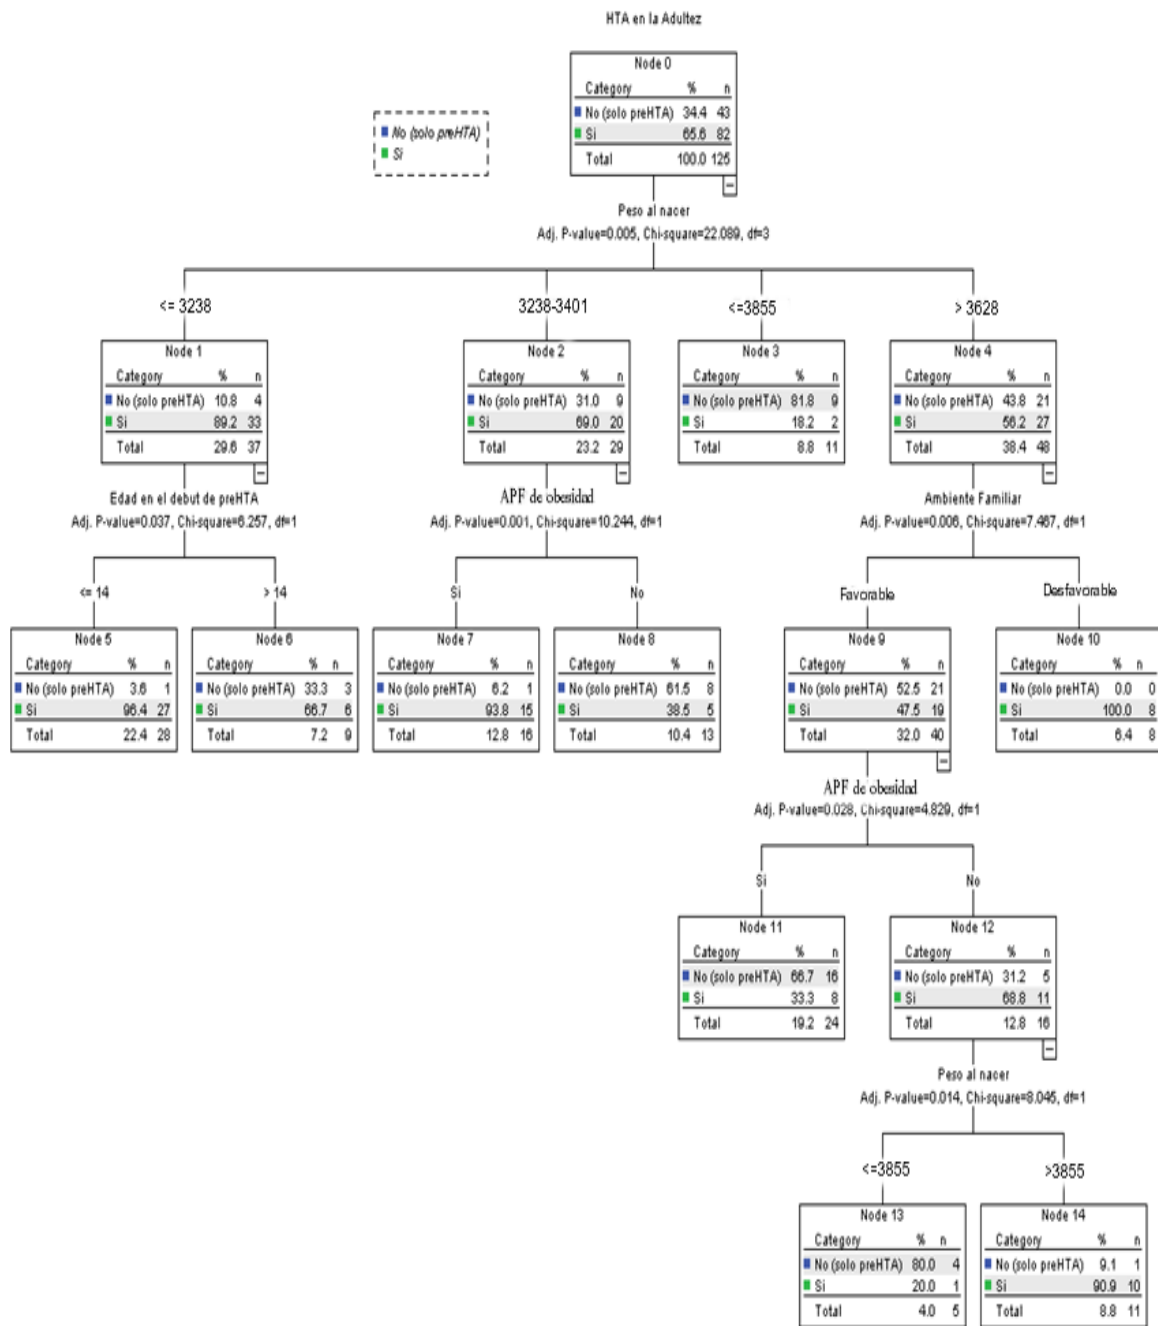 HTA en la Adultez
No (solo preHTA)
Si
Node 0
Category % n
No (solo preHTA) 34.4 43
Si 65.6 82
Total 100.0 125
Peso al nacer
Adj. P-value=0.005, Chi-square=22.089, df=3
<= 3238
3238-3401
<=3855
> 3628
Node 1
Category % n
No (solo preHTA) 10.8 4
Si 89.2 33
Total 29.6 37
Node 2
Category % n
No (solo preHTA) 31.0 9
Si 69.0 20
Total 23.2 29
Node 3
Category % n
No (solo preHTA) 81.8 9
Si 18.2 2
Total 8.8 11
Node 4
Category % n
No (solo preHTA) 43.8 21
Si 56.2 27
Total 38.4 48
Edad en el debut de preHTA
Adj. P-value=0.037, Chi-square=6.257, df=1
APF de obesidad
Adj. P-value=0.001, Chi-square=10.244, df=1
Ambiente Familiar
Adj. P-value=0.006, Chi-square=7.467, df=1
<= 14
> 14
Si
No
Favorable
Desfavorable
Node 5
Category % n
No (solo preHTA) 3.6 1
Si 96.4 27
Total 22.4 28
Node 6
Category % n
No (solo preHTA) 33.3 3
Si 66.7 6
Total 7.2 9
Node 7
Category % n
No (solo preHTA) 6.2 1
Si 93.8 15
Total 12.8 16
Node 8
Category % n
No (solo preHTA) 61.5 8
Si 38.5 5
Total 10.4 13
Node 9
Category % n
No (solo preHTA) 52.5 21
Si 47.5 19
Total 32.0 40
Node 10
Category % n
No (solo preHTA) 0.0 0
Si 100.0 8
Total 6.4 8
APF de obesidad
Adj. P-value=0.028, Chi-square=4.829, df=1
Si
No
Node 11
Category % n
No (solo preHTA) 66.7 16
Si 33.3 8
Total 19.2 24
Node 12
Category % n
No (solo preHTA) 31.2 5
Si 68.8 11
Total 12.8 16
Peso al nacer
Adj. P-value=0.014, Chi-square=8.045, df=1
<=3855
>3855
Node 13
Category % n
No (solo preHTA) 80.0 4
Si 20.0 1
Total 4.0 5
Node 14
Category % n
No (solo preHTA) 9.1 1
Si 90.9 10
Total 8.8 11